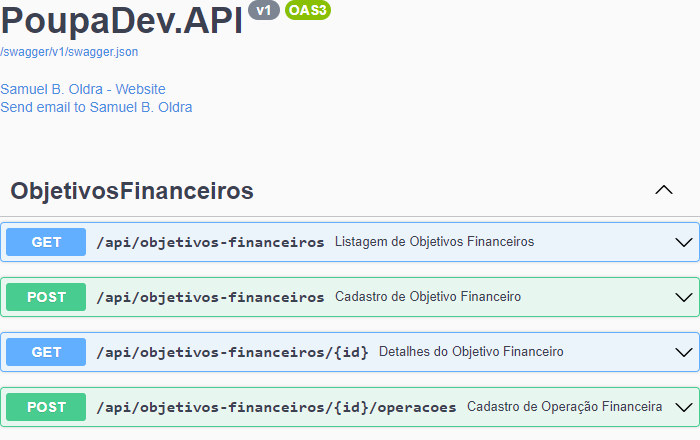 PoupaDev.API v1 OAS3
/swagger/v1/swagger.json
Samuel B. Oldra - Website
Send email to Samuel B. Oldra
ObjetivosFinanceiros
GET /api/objetivos-financeiros Listagem de Objetivos Financeiros
POST /api/objetivos-financeiros Cadastro de Objetivo Financeiro
GET /api/objetivos-financeiros/{id} Detalhes do Objetivo Financeiro
POST /api/objetivos-financeiros/{id}/operacoes Cadastro de Operação Financeira